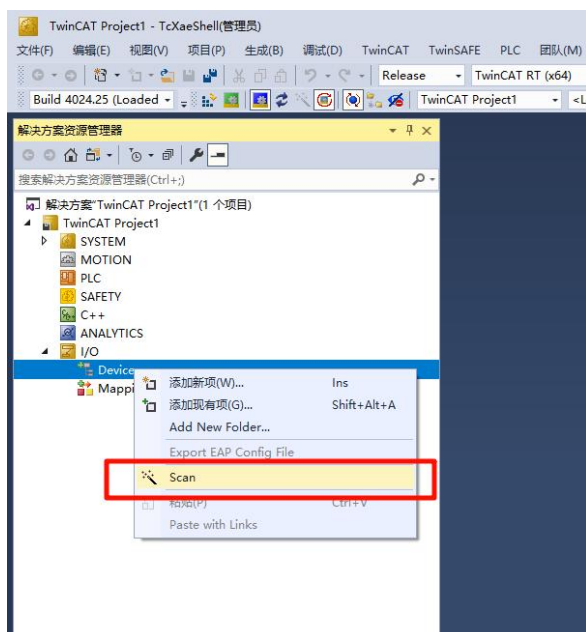 TwinCAT Project1 - TcXaeShell(管理员)
文件(F) 编辑(E) 视图(V) 项目(P) 生成(B) 调试(D) TwinCAT TwinSAFE PLC 团队(M)
Release TwinCAT RT (x64)
Build 4024.25 (Loaded TwinCAT Project1 <L
解决方案资源管理器
搜索解决方案资源管理器(Ctrl+;)
解决方案"TwinCAT Project1"(1 个项目)
TwinCAT Project1
SYSTEM
MOTION
PLC
SAFETY
C++
ANALYTICS
I/O
Device
Mappi
添加新项(W)... Ins
添加现有项(G)... Shift+Alt+A
Add New Folder...
Export EAP Config File
Scan
粘贴(P) Ctrl+V
Paste with Links